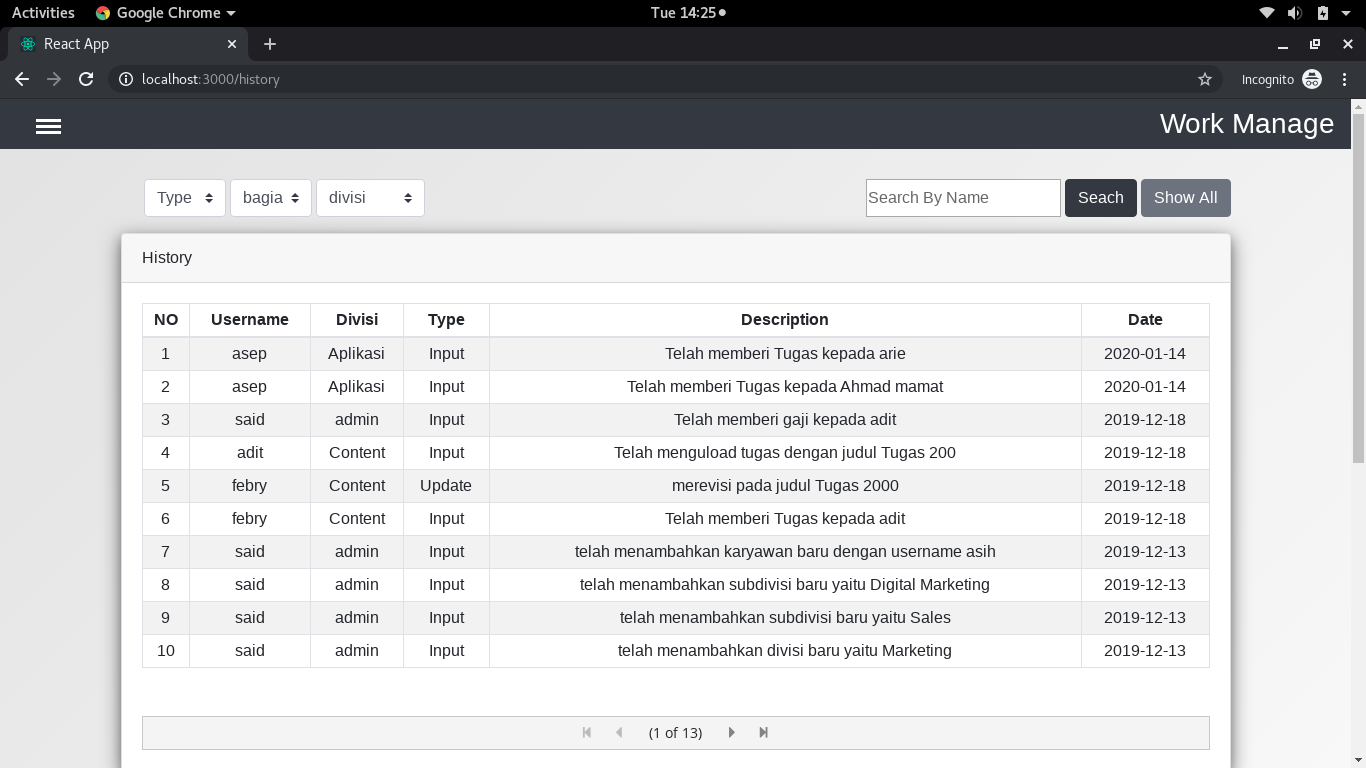 Activities Google Chrome Tue 14:25
React App
localhost:3000/history Incognito
Work Manage
Type bagia divisi Search By Name Seach Show All
History
NO Username Divisi Type Description Date
1 asep Aplikasi Input Telah memberi Tugas kepada arie 2020-01-14
2 asep Aplikasi Input Telah memberi Tugas kepada Ahmad mamat 2020-01-14
3 said admin Input Telah memberi gaji kepada adit 2019-12-18
4 adit Content Input Telah menguload tugas dengan judul Tugas 200 2019-12-18
5 febry Content Update merevisi pada judul Tugas 2000 2019-12-18
6 febry Content Input Telah memberi Tugas kepada adit 2019-12-18
7 said admin Input telah menambahkan karyawan baru dengan username asih 2019-12-13
8 said admin Input telah menambahkan subdivisi baru yaitu Digital Marketing 2019-12-13
9 said admin Input telah menambahkan subdivisi baru yaitu Sales 2019-12-13
10 said admin Input telah menambahkan divisi baru yaitu Marketing 2019-12-13
(1 of 13)